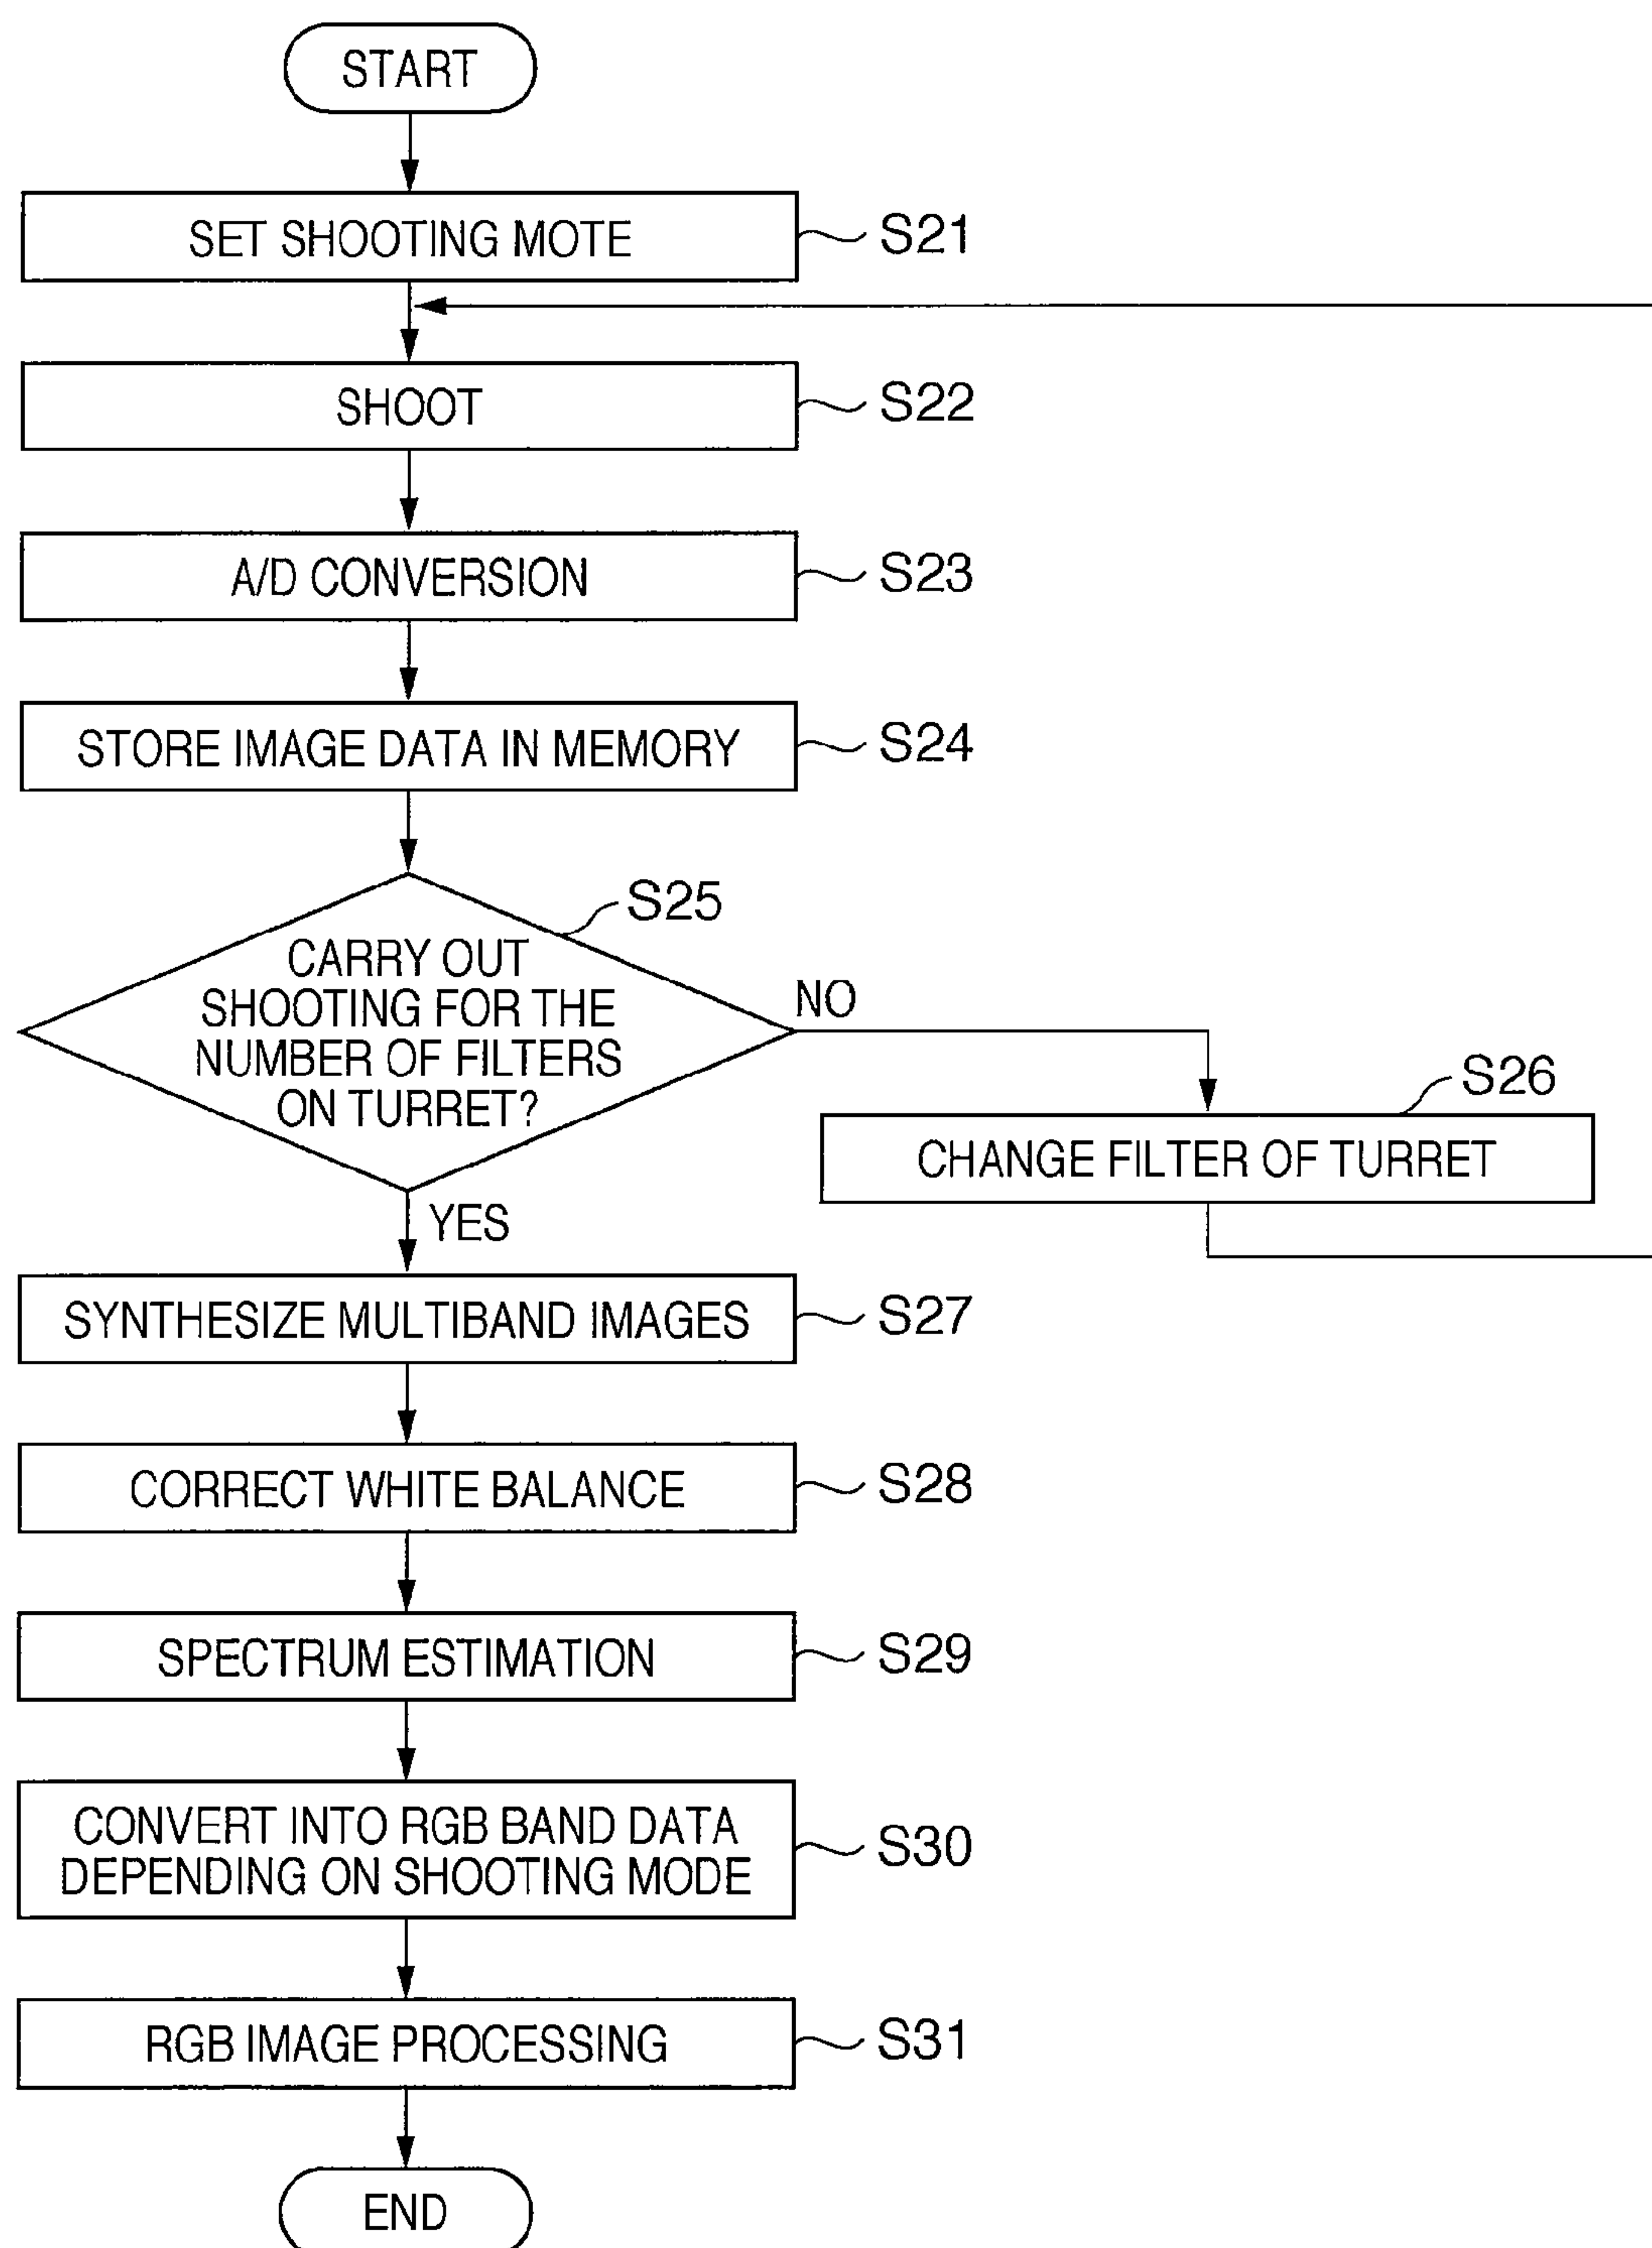 START
SET SHOOTING MOTE
S21
SHOOT
S22
A/D CONVERSION
S23
STORE IMAGE DATA IN MEMORY
S24
S25
CARRY OUT
SHOOTING FOR THE
NUMBER OF FILTERS
ON TURRET?
NO
S26
CHANGE FILTER OF TURRET
YES
SYNTHESIZE MULTIBAND IMAGES
S27
CORRECT WHITE BALANCE
S28
SPECTRUM ESTIMATION
S29
CONVERT INTO RGB BAND DATA
DEPENDING ON SHOOTING MODE
S30
RGB IMAGE PROCESSING
S31
END